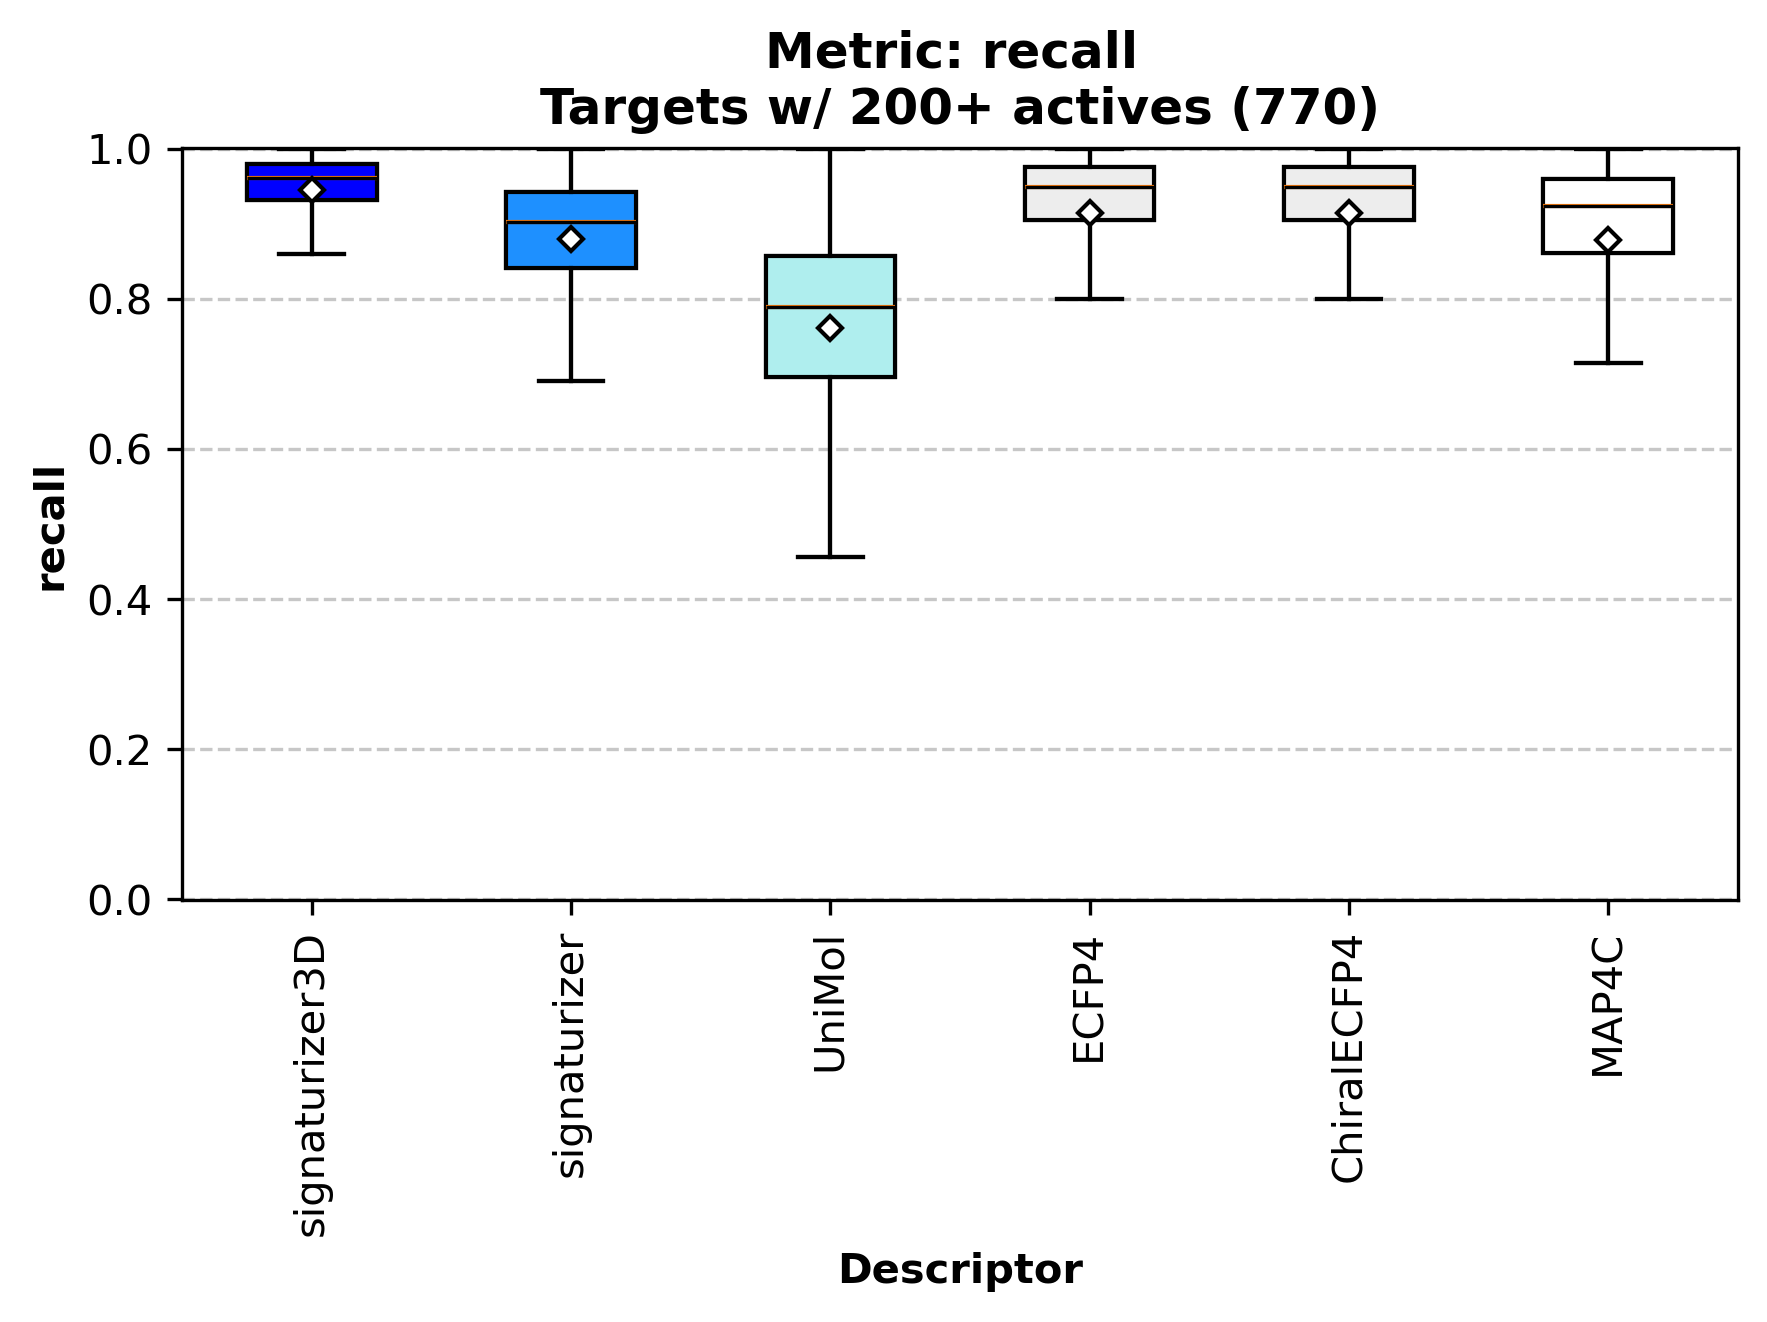 Metric: recall
Targets w/ 200+ actives (770)
1.0
0.8
0.6
0.4
0.2
0.0
recall
signaturizer3D
signaturizer
UniMol
ECFP4
ChiralECFP4
MAP4C
Descriptor